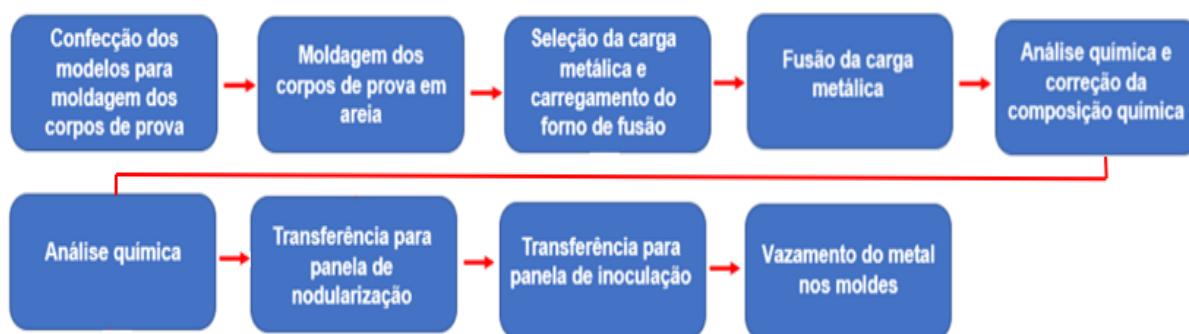 Confecção dos
modelos para
moldagem dos
corpos de prova
Moldagem dos
corpos de prova em
areia
Seleção da carga
metálica e
carregamento do
forno de fusão
Fusão da carga
metálica
Análise química e
correção da
composição química
Análise química
Transferência para
panela de
nodularização
Transferência para
panela de inoculação
Vazamento do metal
nos moldes